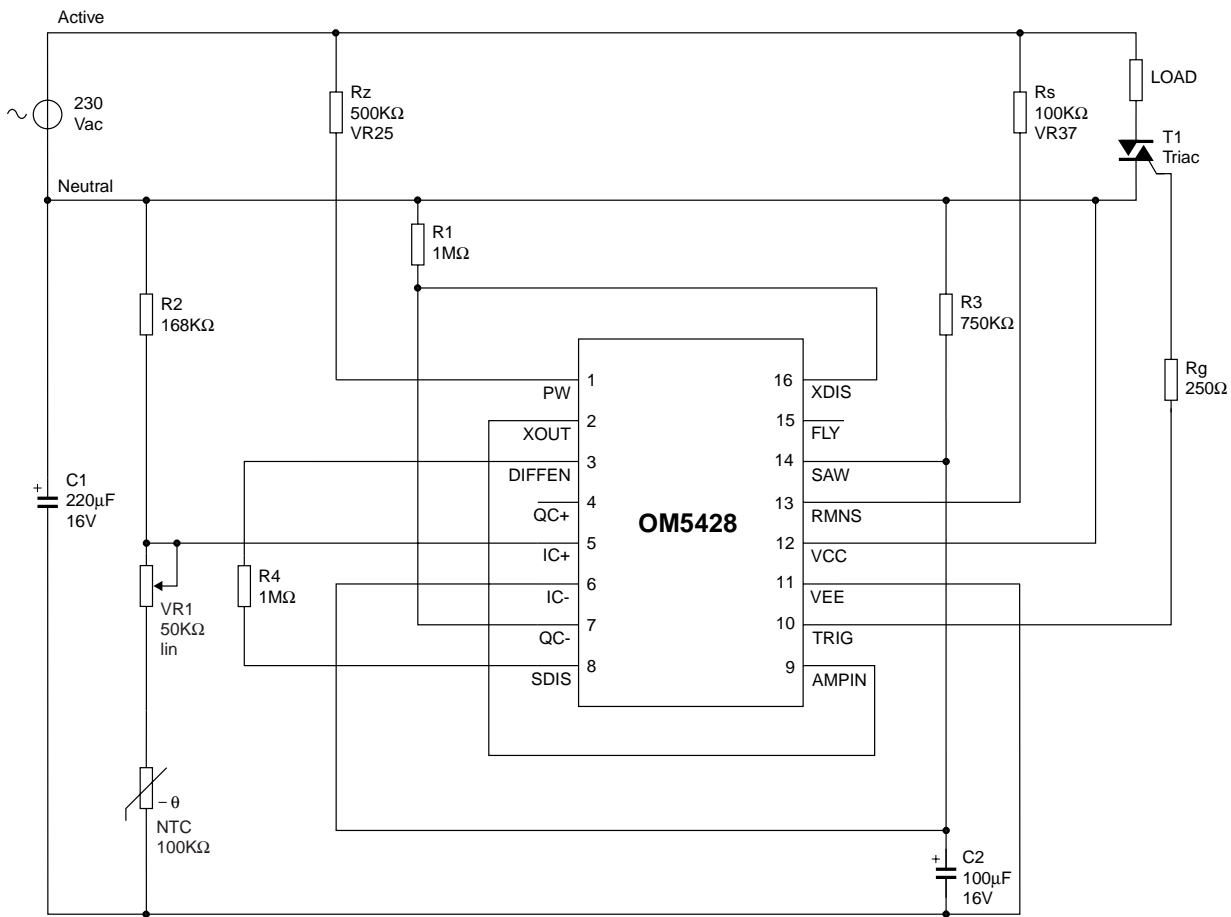 Active
230
Vac
Rz
500KΩ
VR25
Rs
100KΩ
VR37
LOAD
T1
Triac
Neutral
R1
1MΩ
R2
168KΩ
R3
750KΩ
Rg
250Ω
1
PW
2
XOUT
3
DIFFEN
4
QC+
5
IC+
6
IC-
7
QC-
8
SDIS
OM5428
16
XDIS
15
FLY
14
SAW
13
RMNS
12
VCC
11
VEE
10
TRIG
9
AMPIN
+
C1
220µF
16V
VR1
50KΩ
lin
R4
1MΩ
−θ
NTC
100KΩ
+
C2
100µF
16V